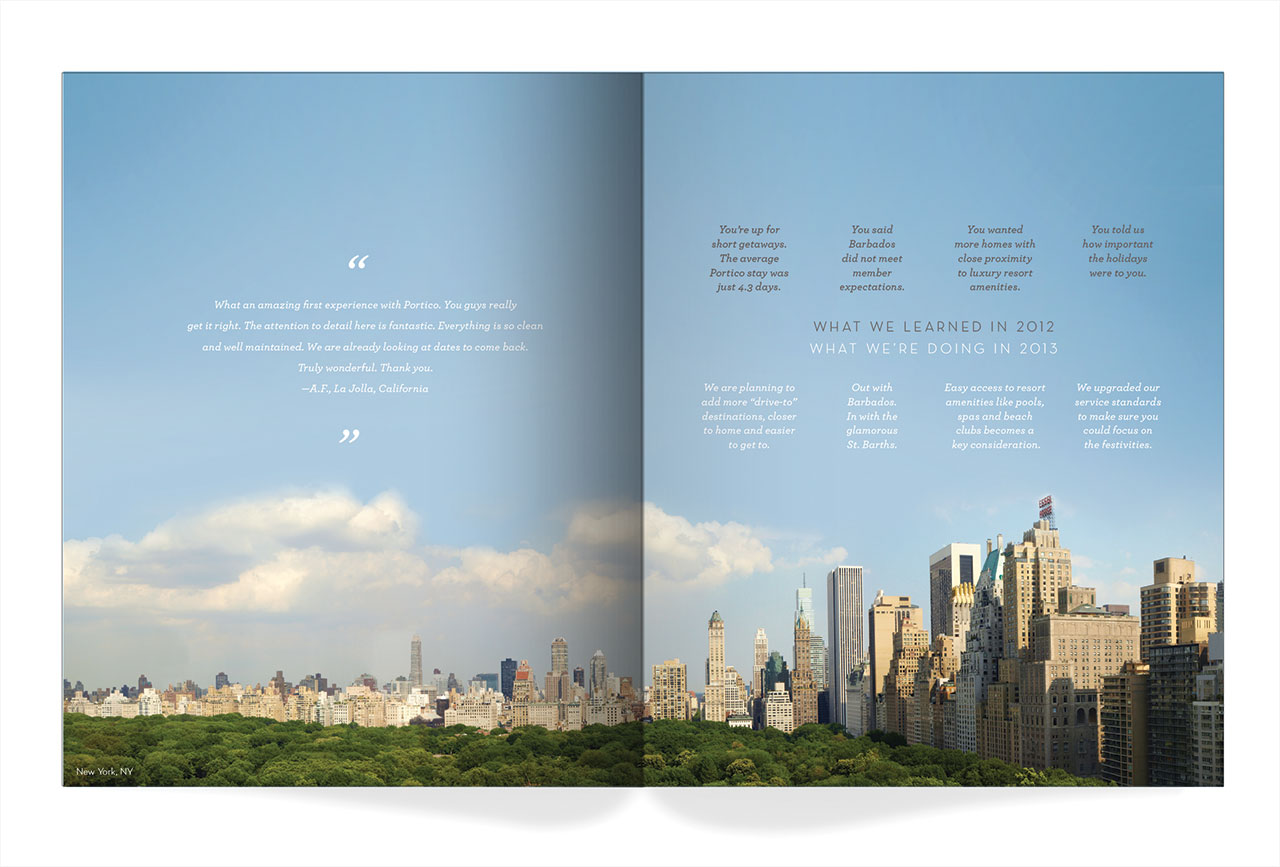 “
What an amazing first experience with Portico. You guys really
get it right. The attention to detail here is fantastic. Everything is so clean
and well maintained. We are already looking at dates to come back.
Truly wonderful. Thank you.
—A.F., La Jolla, California
”
New York, NY
You're up for
short getaways.
The average
Portico stay was
just 4.3 days.
You said
Barbados
did not meet
member
expectations.
You wanted
more homes with
close proximity
to luxury resort
amenities.
You told us
how important
the holidays
were to you.
WHAT WE LEARNED IN 2012
WHAT WE'RE DOING IN 2013
We are planning to
add more “drive-to”
destinations, closer
to home and easier
to get to.
Out with
Barbados.
In with the
glamorous
St. Barths.
Easy access to resort
amenities like pools,
spas and beach
clubs becomes a
key consideration.
We upgraded our
service standards
to make sure you
could focus on
the festivities.